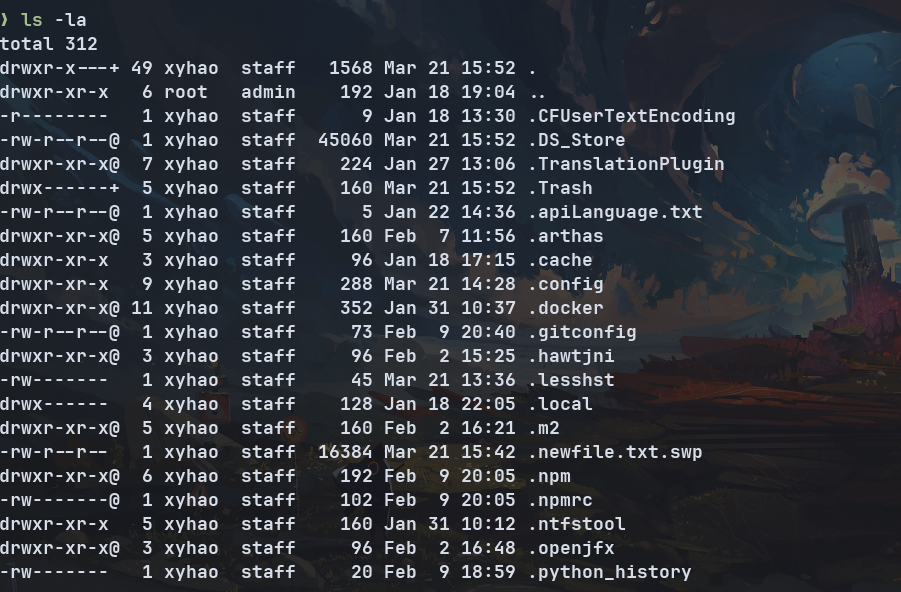 ❯ ls -la
total 312
drwxr-x---+ 49 xyhao  staff   1568 Mar 21 15:52 .
drwxr-xr-x   6 root   admin    192 Jan 18 19:04 ..
-r--------   1 xyhao  staff      9 Jan 18 13:30 .CFUserTextEncoding
-rw-r--r--@  1 xyhao  staff  45060 Mar 21 15:52 .DS_Store
drwxr-xr-x@  7 xyhao  staff    224 Jan 27 13:06 .TranslationPlugin
drwx------+  5 xyhao  staff    160 Mar 21 15:52 .Trash
-rw-r--r--@  1 xyhao  staff      5 Jan 22 14:36 .apiLanguage.txt
drwxr-xr-x@  5 xyhao  staff    160 Feb  7 11:56 .arthas
drwxr-xr-x   3 xyhao  staff     96 Jan 18 17:15 .cache
drwxr-xr-x   9 xyhao  staff    288 Mar 21 14:28 .config
drwxr-xr-x@ 11 xyhao  staff    352 Jan 31 10:37 .docker
-rw-r--r--@  1 xyhao  staff     73 Feb  9 20:40 .gitconfig
drwxr-xr-x@  3 xyhao  staff     96 Feb  2 15:25 .hawtjni
-rw-------   1 xyhao  staff     45 Mar 21 13:36 .lesshst
drwx------   4 xyhao  staff    128 Jan 18 22:05 .local
drwxr-xr-x@  5 xyhao  staff    160 Feb  2 16:21 .m2
-rw-r--r--   1 xyhao  staff  16384 Mar 21 15:42 .newfile.txt.swp
drwxr-xr-x@  6 xyhao  staff    192 Feb  9 20:05 .npm
-rw-------@  1 xyhao  staff    102 Feb  9 20:05 .npmrc
drwxr-xr-x   5 xyhao  staff    160 Jan 31 10:12 .ntfstool
drwxr-xr-x@  3 xyhao  staff     96 Feb  2 16:48 .openjfx
-rw-------   1 xyhao  staff     20 Feb  9 18:59 .python_history